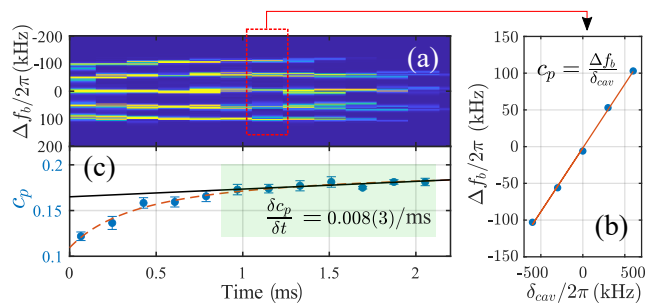 -200
-100
0
100
200
Δf_b/2π (kHz)
(a)
(c)
0.2
0.15
0.1
c_p
δc_p/δt = 0.008(3)/ms
0
0.5
1
1.5
2
Time (ms)
150
100
50
0
-50
-100
-150
Δf_b/2π (kHz)
c_p = Δf_b/δ_cav
(b)
-500
0
500
δ_cav/2π (kHz)